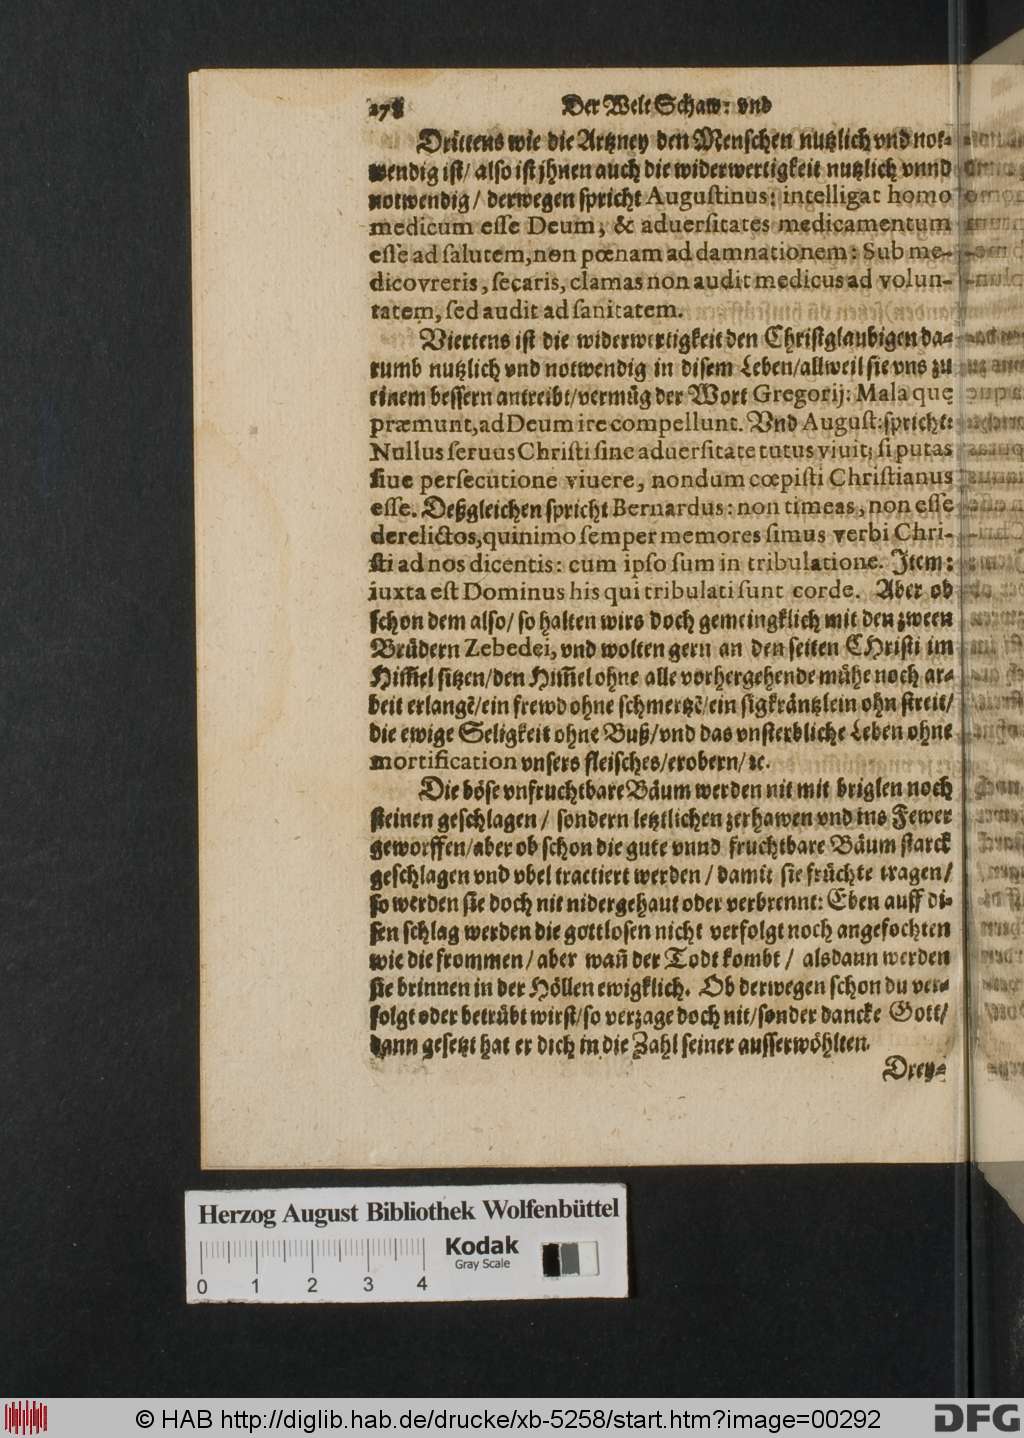 278 Der Welt Schaw: vnd
Drittens wie die Artzney den Menschen nutzlich vnd not-
wendig ist/ also ist jhnen auch die widerwertigkeit nutzlich vnnd
notwendig/ derwegen spricht Augustinus: intelligat homo
medicum esse Deum, & aduersitates medicamentum
esse ad salutem, non pœnam ad damnationem: Sub me-
dico vreris, secaris, clamas non audit medicus ad volun-
tatem, sed audit ad sanitatem.
Viertens ist die widerwertigkeit den Christglaubigen da-
rumb nutzlich vnd notwendig in disem Leben/ allweil sie vns zu
einem bessern antreibt/ vermüg der Wort Gregorij: Mala quę
præmunt, ad Deum ire compellunt. Vnd August: spricht:
Nullus seruus Christi sine aduersitate tutus viuit; si putas
siue persecutione viuere, nondum cœpisti Christianus
esse. Deßgleichen spricht Bernardus: non timeas, non esse
derelictos, quinimo semper memores simus verbi Chri-
sti ad nos dicentis: cum ipso sum in tribulatione. Item:
iuxta est Dominus his qui tribulati sunt corde. Aber ob
schon dem also/ so halten wirs doch gemeingklich mit den zween
Brüdern Zebedei, vnd wolten gern an den seiten CHristi im
Him̃el sitzen/ den Him̃el ohne alle vorhergehende mühe noch ar-
beit erlangẽ/ ein frewd ohne schmertzẽ/ ein sigkräntzlein ohn streit/
die ewige Seligkeit ohne Buß/ vnd das vnsterbliche Leben ohne
mortification vnsers fleisches/ erobern/ ꝛc.
Die böse vnfruchtbare Bäum werden nit mit briglen noch
steinen geschlagen/ sondern letztlichen zerhawen vnd ins Fewer
geworffen/ aber ob schon die gute vnnd fruchtbare Bäum starck
geschlagen vnd vbel tractiert werden/ damit sie früchte tragen/
so werden sie doch nit nidergehaut oder verbrennt: Eben auff di-
sen schlag werden die gottlosen nicht verfolgt noch angefochten
wie die frommen/ aber wañ der Todt kombt/ alsdann werden
sie brinnen in der Höllen ewigklich. Ob derwegen schon du ver-
folgt oder betrübt wirst/ so verzage doch nit/ sonder dancke Gott/
dann gesetzt hat er dich in die Zahl seiner ausserwöhlten.
Drey-
Herzog August Bibliothek Wolfenbüttel
Kodak
Gray Scale
0 1 2 3 4
© HAB http://diglib.hab.de/drucke/xb-5258/start.htm?image=00292
DFG